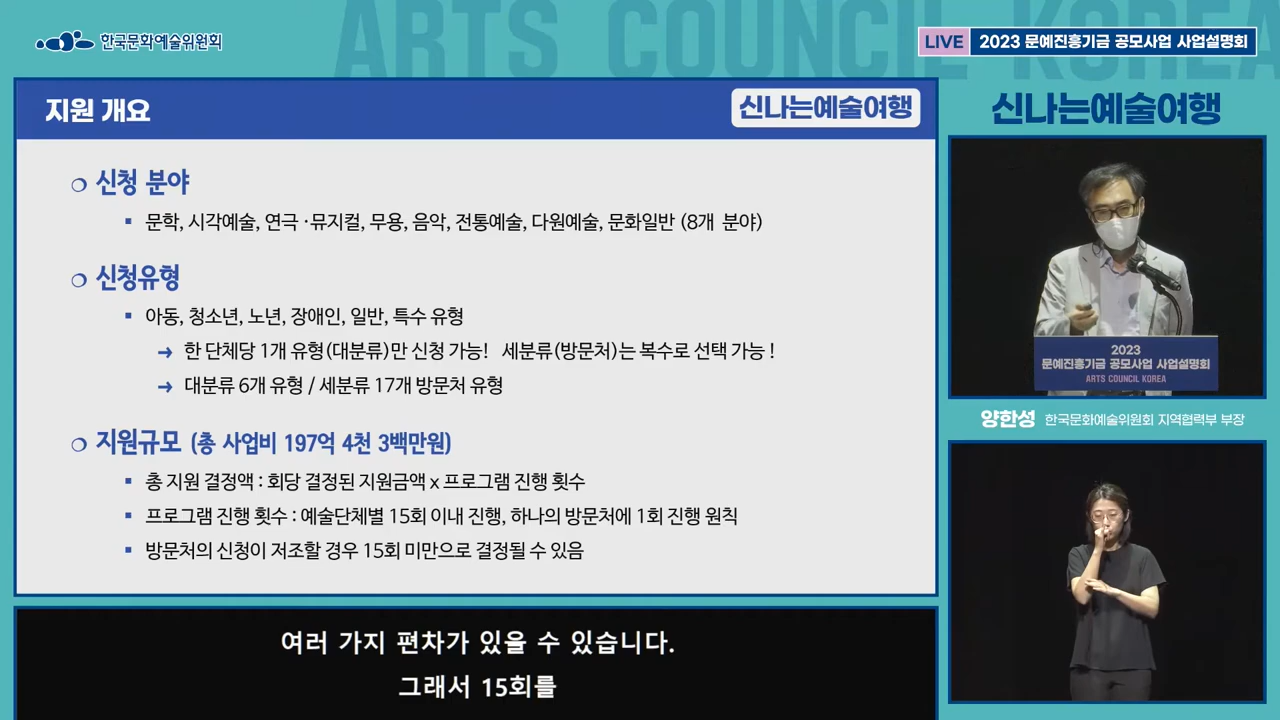 ARTS COUNCIL KOREA
한국문화예술위원회
LIVE 2023 문예진흥기금 공모사업 사업설명회
지원 개요
신나는예술여행
신나는예술여행
❍ 신청 분야
▪ 문학, 시각예술, 연극 ·뮤지컬, 무용, 음악, 전통예술, 다원예술, 문화일반 (8개 분야)
❍ 신청유형
▪ 아동, 청소년, 노년, 장애인, 일반, 특수 유형
→ 한 단체당 1개 유형(대분류)만 신청 가능! 세분류(방문처)는 복수로 선택 가능 !
→ 대분류 6개 유형 / 세분류 17개 방문처 유형
❍ 지원규모 (총 사업비 197억 4천 3백만원)
▪ 총 지원 결정액 : 회당 결정된 지원금액 x 프로그램 진행 횟수
▪ 프로그램 진행 횟수 : 예술단체별 15회 이내 진행, 하나의 방문처에 1회 진행 원칙
▪ 방문처의 신청이 저조할 경우 15회 미만으로 결정될 수 있음
2023
문예진흥기금 공모사업 사업설명회
ARTS COUNCIL KOREA
양한성 한국문화예술위원회 지역협력부 부장
여러 가지 편차가 있을 수 있습니다.
그래서 15회를